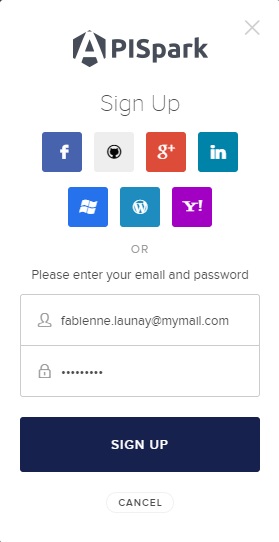 APISpark
Sign Up
f
g+
in
W
Y!
OR
Please enter your email and password
fabienne.launay@mymail.com
•••••••••
SIGN UP
CANCEL